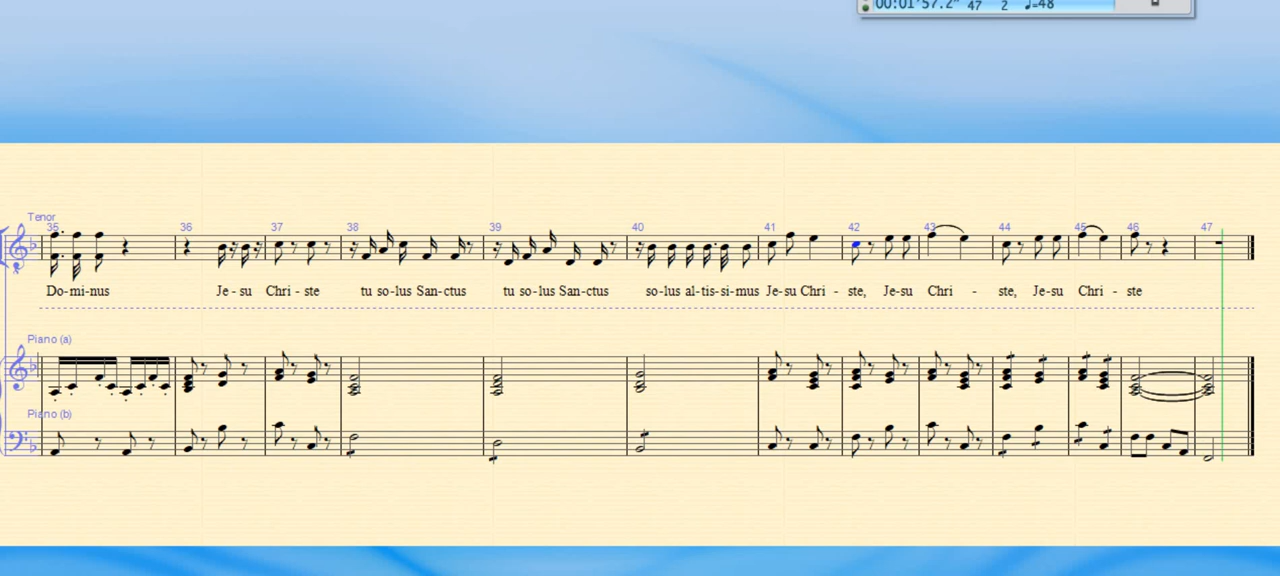 00:01'57.2" 47 2 ♩=48
Tenor
35 36 37 38 39 40 41 42 43 44 45 46 47
Do-mi-nus Je - su Chri - ste tu so-lus San-ctus tu so-lus San-ctus so-lus al-tis-si-mus Je-su Chri - ste, Je-su Chri - ste, Je-su Chri - ste
Piano (a)
Piano (b)